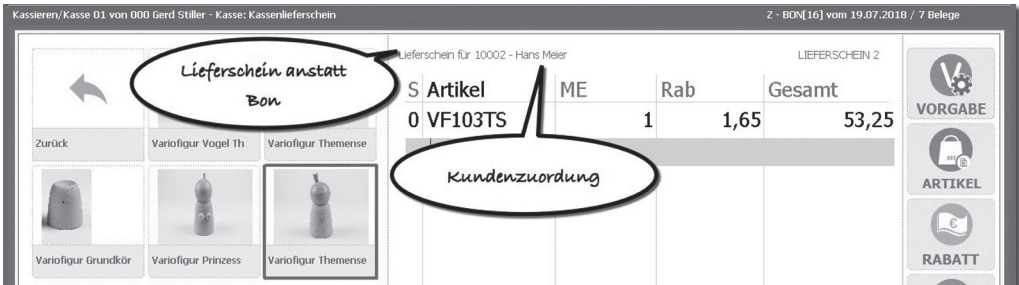 Kassieren/Kasse 01 von 000 Gerd Stiller - Kasse: Kassenlieferschein
Z - BON[16] vom 19.07.2018 / 7 Belege
Lieferschein anstatt
Bon
Lieferschein für 10002 - Hans Meier
LIEFERSCHEIN 2
S Artikel ME Rab Gesamt
0 VF103TS 1 1,65 53,25
Kundenzuordung
Zurück
Variofigur Vogel Th
Variofigur Themense
Variofigur Grundkör
Variofigur Prinzess
Variofigur Themense
VORGABE
ARTIKEL
€
RABATT